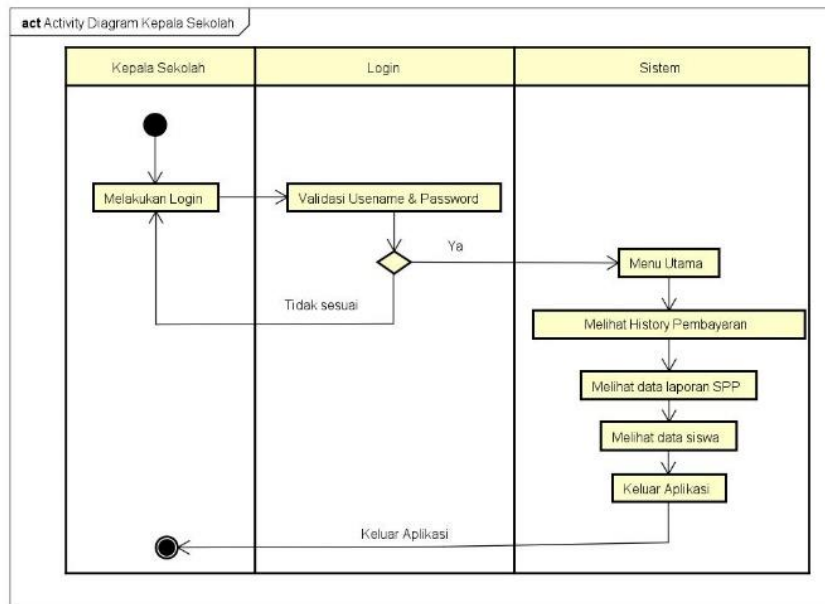 act Activity Diagram Kepala Sekolah
Kepala Sekolah
Login
Sistem
Melakukan Login
Validasi Usename & Password
Ya
Menu Utama
Tidak sesuai
Melihat History Pembayaran
Melihat data laporan SPP
Melihat data siswa
Keluar Aplikasi
Keluar Aplikasi